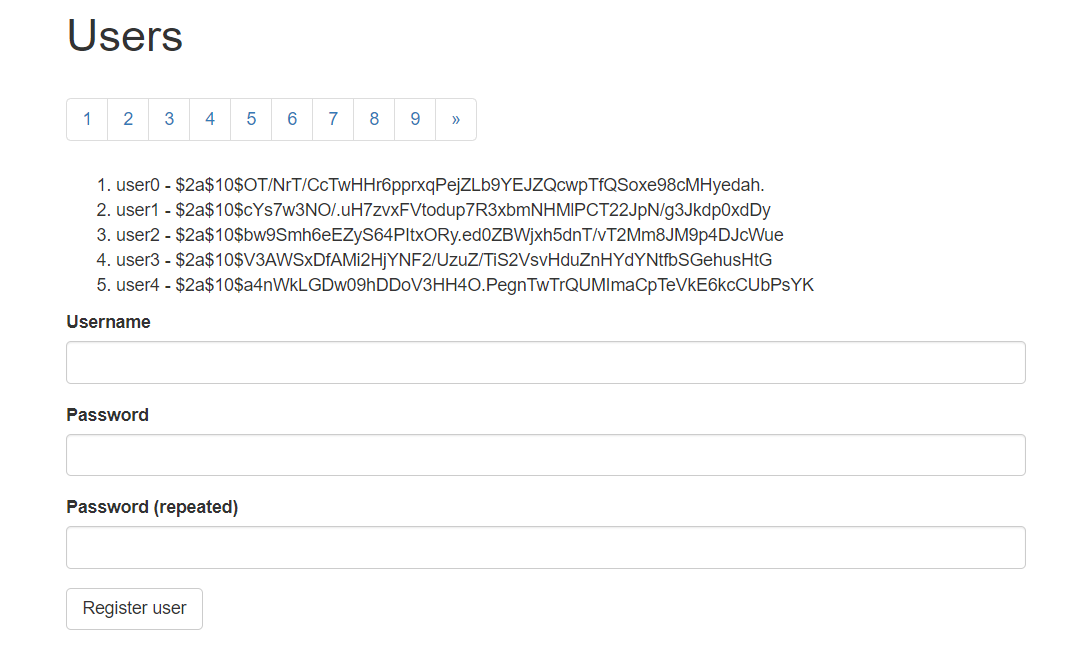 Users
1 2 3 4 5 6 7 8 9 »
1. user0 - $2a$10$OT/NrT/CcTwHHr6pprxqPejZLb9YEJZQcwpTfQSoxe98cMHyedah.
2. user1 - $2a$10$cYs7w3NO/.uH7zvxFVtodup7R3xbmNHMlPCT22JpN/g3Jkdp0xdDy
3. user2 - $2a$10$bw9Smh6eEZyS64PItxORy.ed0ZBWjxh5dnT/vT2Mm8JM9p4DJcWue
4. user3 - $2a$10$V3AWSxDfAMi2HjYNF2/UzuZ/TiS2VsvHduZnHYdYNtfbSGehusHtG
5. user4 - $2a$10$a4nWkLGDw09hDDoV3HH4O.PegnTwTrQUMImaCpTeVkE6kcCUbPsYK
Username
Password
Password (repeated)
Register user